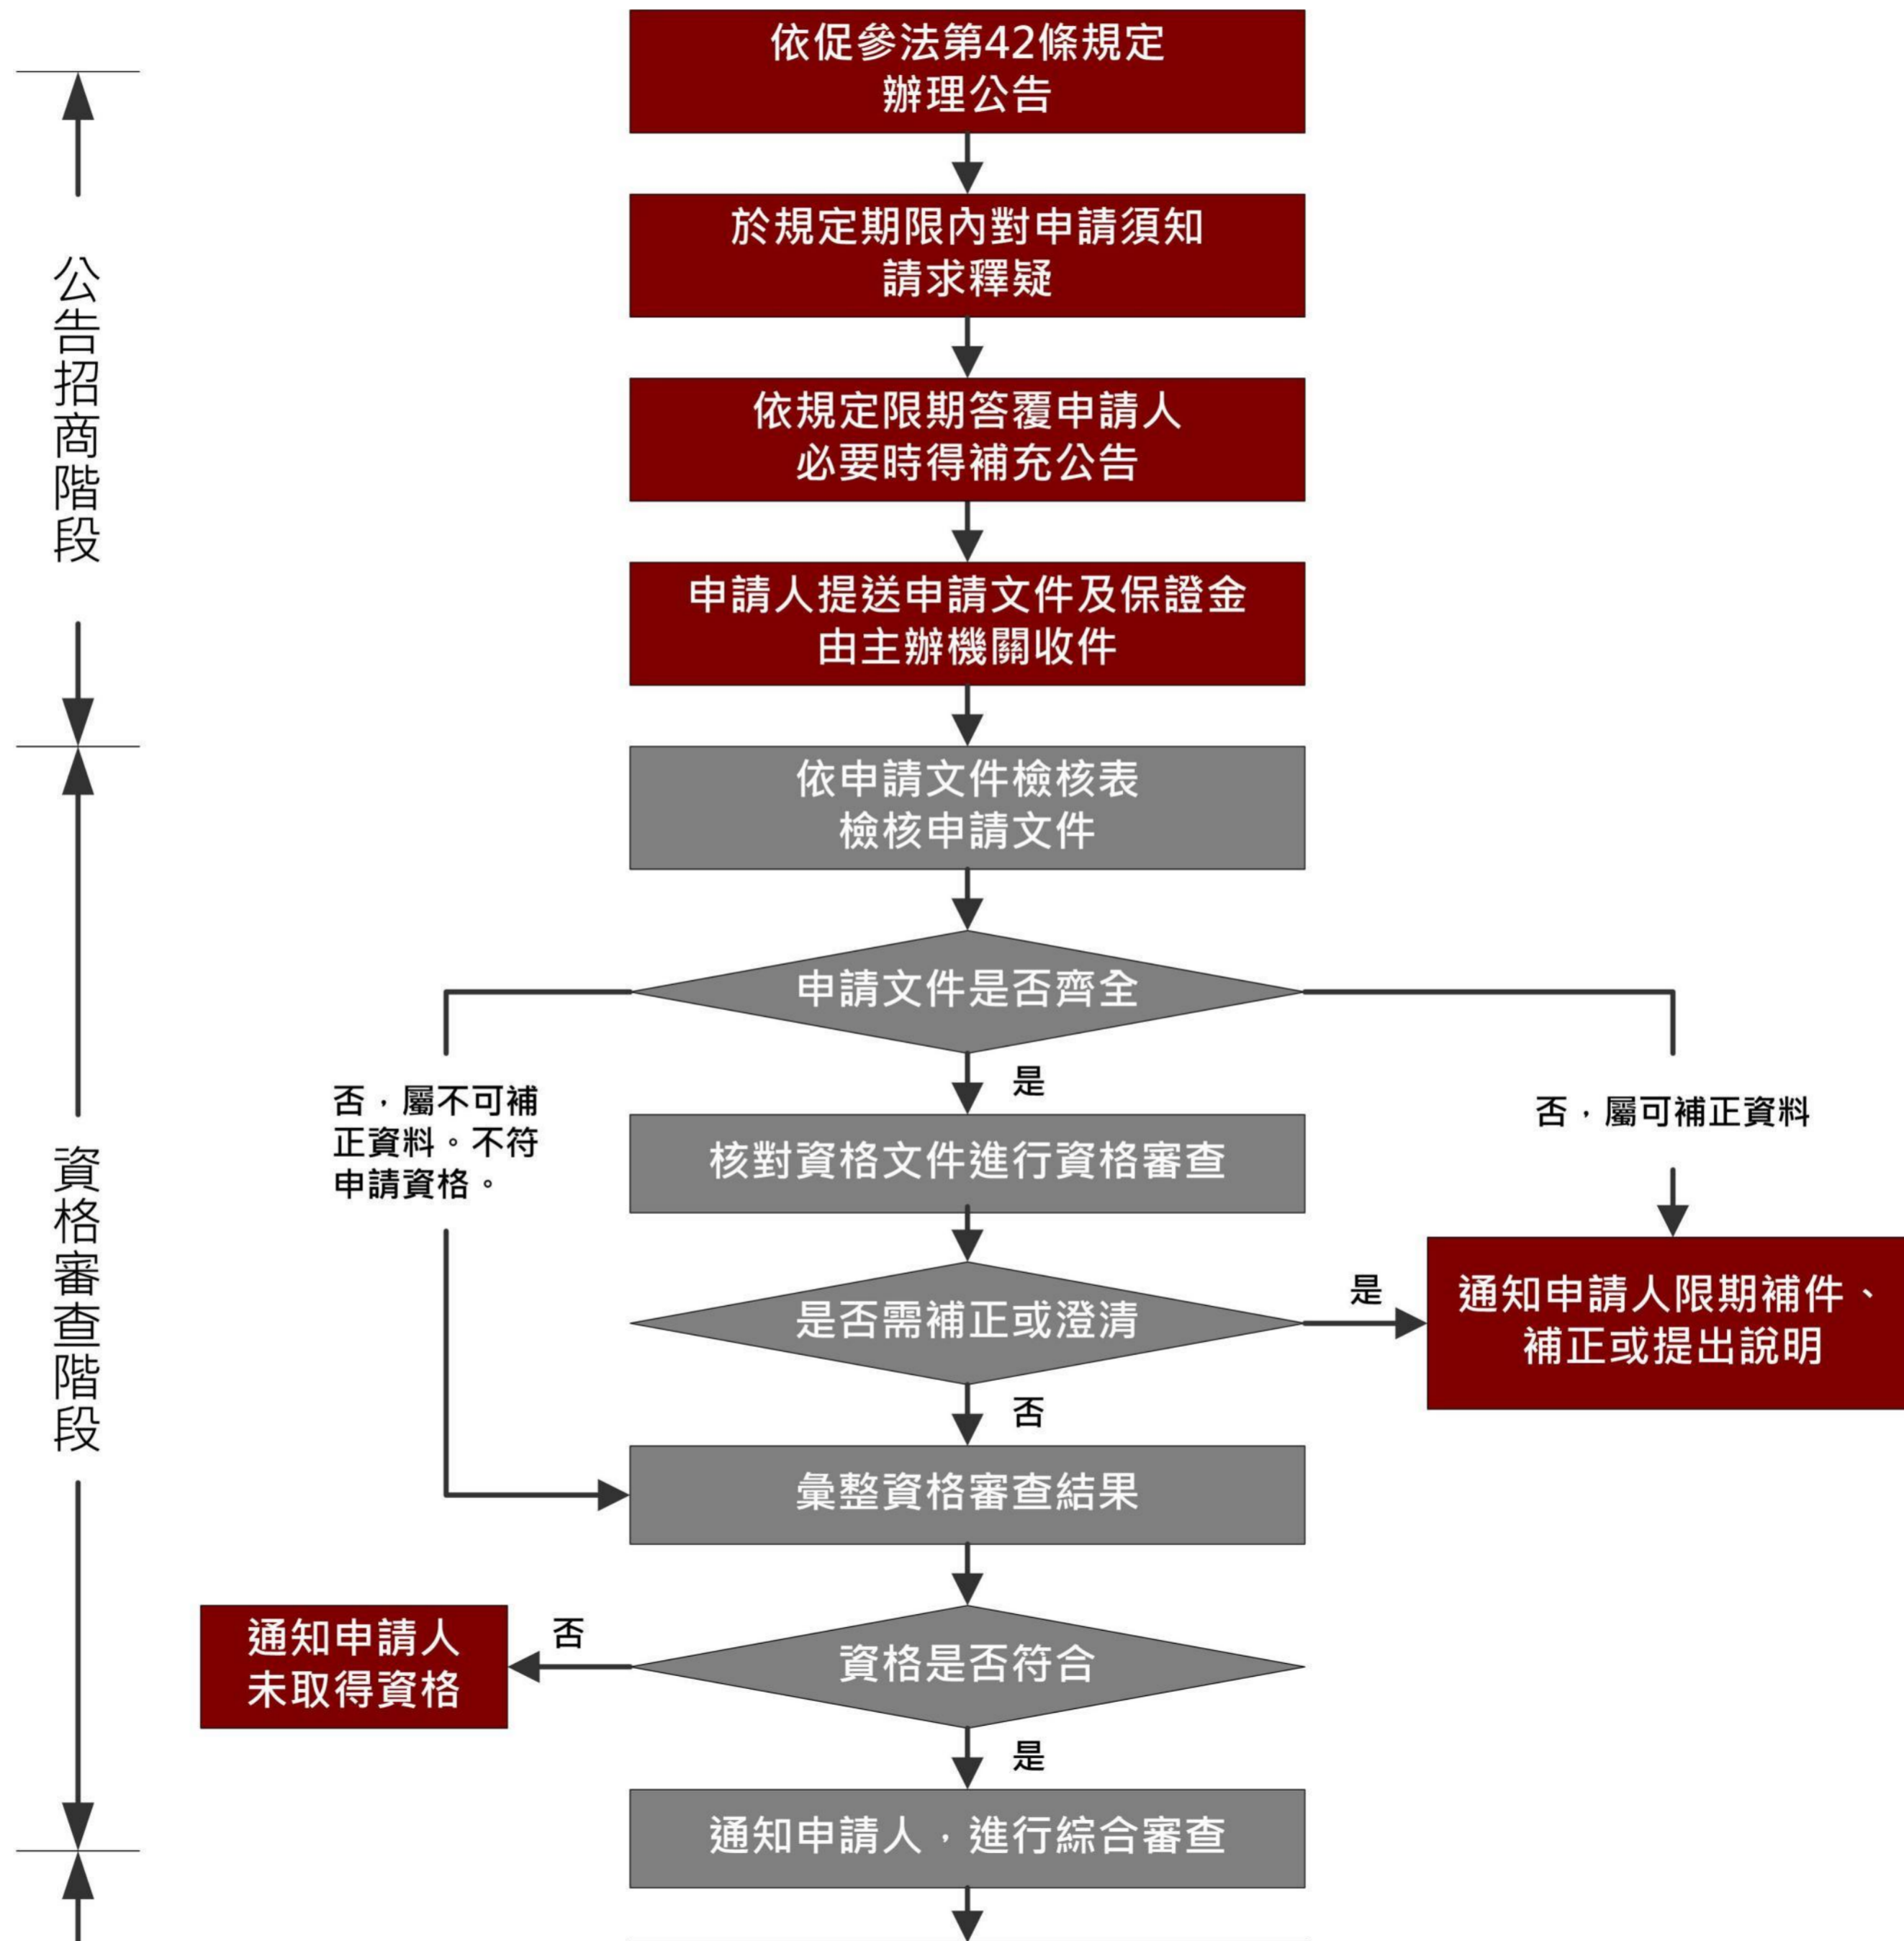 依促參法第42條規定
辦理公告
於規定期限內對申請須知
請求釋疑
公告招商階段
依規定限期答覆申請人
必要時得補充公告
申請人提送申請文件及保證金
由主辦機關收件
依申請文件檢核表
檢核申請文件
申請文件是否齊全
是
否，屬不可補
正資料。不符
申請資格。
否，屬可補正資料
核對資格文件進行資格審查
資格審查階段
是否需補正或澄清
是
通知申請人限期補件、
補正或提出說明
否
彙整資格審查結果
資格是否符合
否
通知申請人
未取得資格
是
通知申請人，進行綜合審查